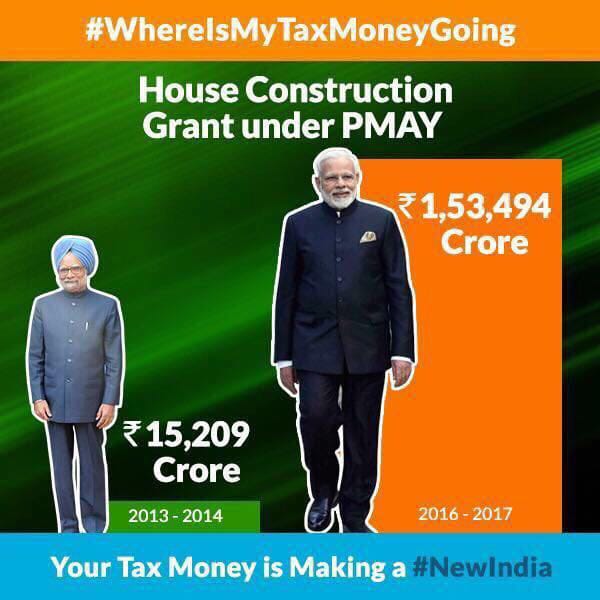 #WhereIsMyTaxMoneyGoing
House Construction
Grant under PMAY
₹1,53,494
Crore
₹15,209
Crore
2013 - 2014
2016 - 2017
Your Tax Money is Making a #NewIndia